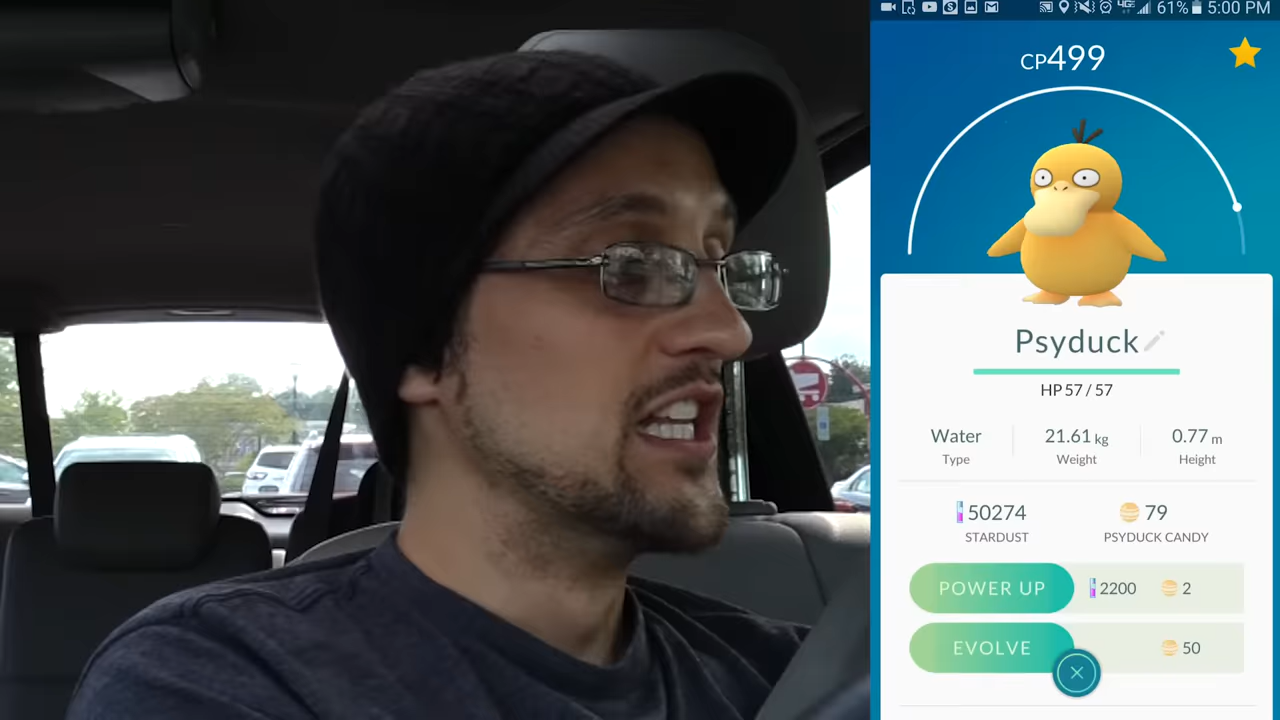 4G 61% 5:00 PM
CP499
Psyduck
HP 57 / 57
Water 21.61 kg 0.77 m
Type Weight Height
50274 79
STARDUST PSYDUCK CANDY
POWER UP 2200 2
EVOLVE 50